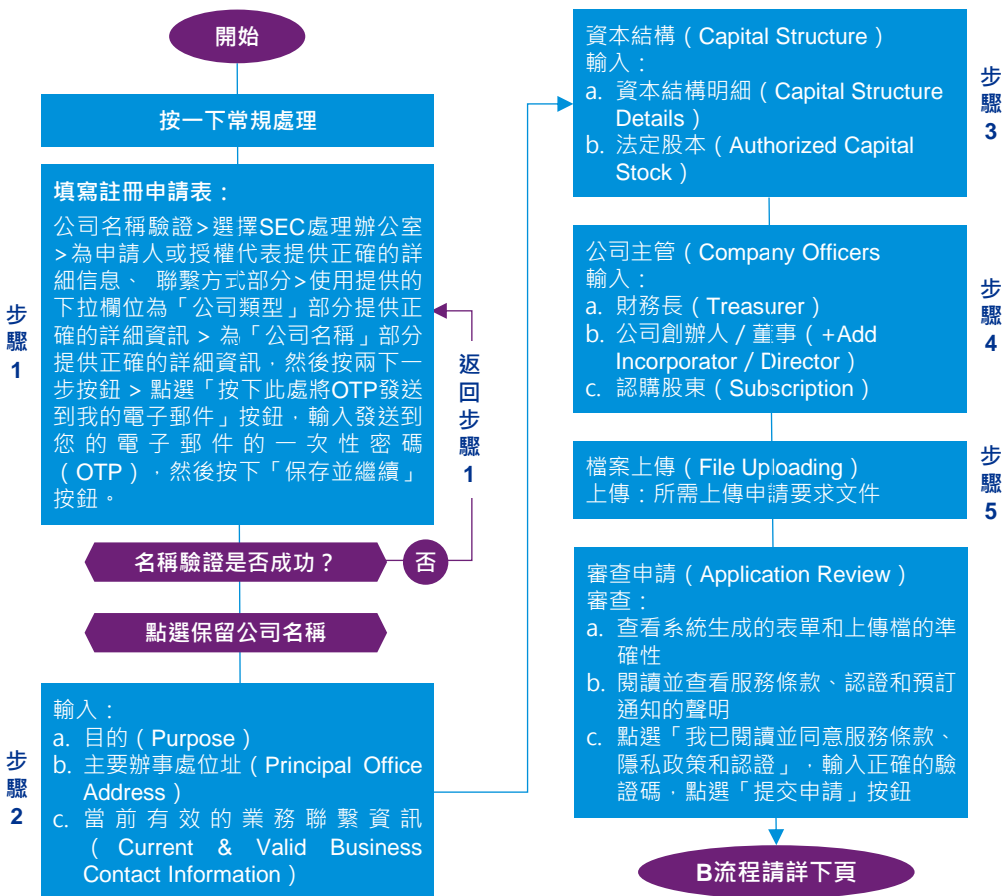 開始
按一下常規處理
步
驟
1
填寫註冊申請表：
公司名稱驗證>選擇SEC處理辦公室
>為申請人或授權代表提供正確的詳
細信息、 聯繫方式部分>使用提供的
下拉欄位為「公司類型」部分提供正
確的詳細資訊 > 為「公司名稱」部分
提供正確的詳細資訊，然後按兩下一
步按鈕 > 點選「按下此處將OTP發送
到我的電子郵件」按鈕，輸入發送到
您的電子郵件的一次性密碼
（OTP），然後按下「保存並繼續」
按鈕。
返
回
步
驟
1
名稱驗證是否成功？
否
點選保留公司名稱
步
驟
2
輸入：
a. 目的（Purpose）
b. 主要辦事處位址（Principal Office
Address）
c. 當前有效的業務聯繫資訊
（Current & Valid Business
Contact Information）
資本結構（Capital Structure）
輸入：
a. 資本結構明細（Capital Structure
Details）
b. 法定股本（Authorized Capital
Stock）
步
驟
3
公司主管（Company Officers
輸入：
a. 財務長（Treasurer）
b. 公司創辦人／董事（+Add
Incorporator／Director）
c. 認購股東（Subscription）
步
驟
4
檔案上傳（File Uploading）
上傳：所需上傳申請要求文件
步
驟
5
審查申請（Application Review）
審查：
a. 查看系統生成的表單和上傳檔的準
確性
b. 閱讀並查看服務條款、認證和預訂
通知的聲明
c. 點選「我已閱讀並同意服務條款、
隱私政策和認證」，輸入正確的驗
證碼，點選「提交申請」按鈕
B流程請詳下頁